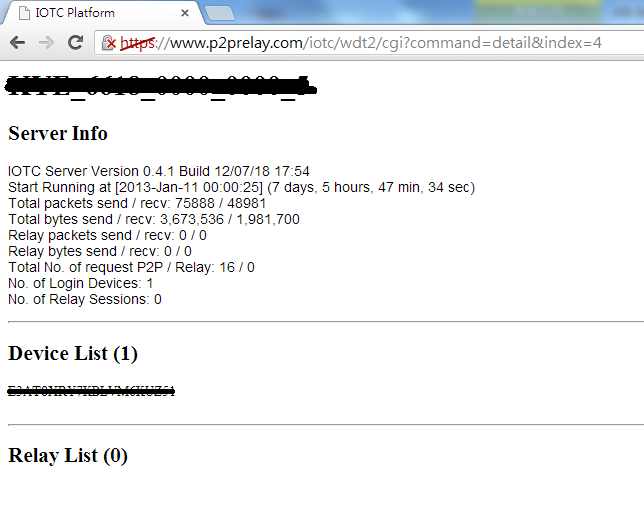 IOTC Platform
https://www.p2prelay.com/iotc/wdt2/cgi?command=detail&index=4
Server Info
IOTC Server Version 0.4.1 Build 12/07/18 17:54
Start Running at [2013-Jan-11 00:00:25] (7 days, 5 hours, 47 min, 34 sec)
Total packets send / recv: 75888 / 48981
Total bytes send / recv: 3,673,536 / 1,981,700
Relay packets send / recv: 0 / 0
Relay bytes send / recv: 0 / 0
Total No. of request P2P / Relay: 16 / 0
No. of Login Devices: 1
No. of Relay Sessions: 0
Device List (1)
Relay List (0)